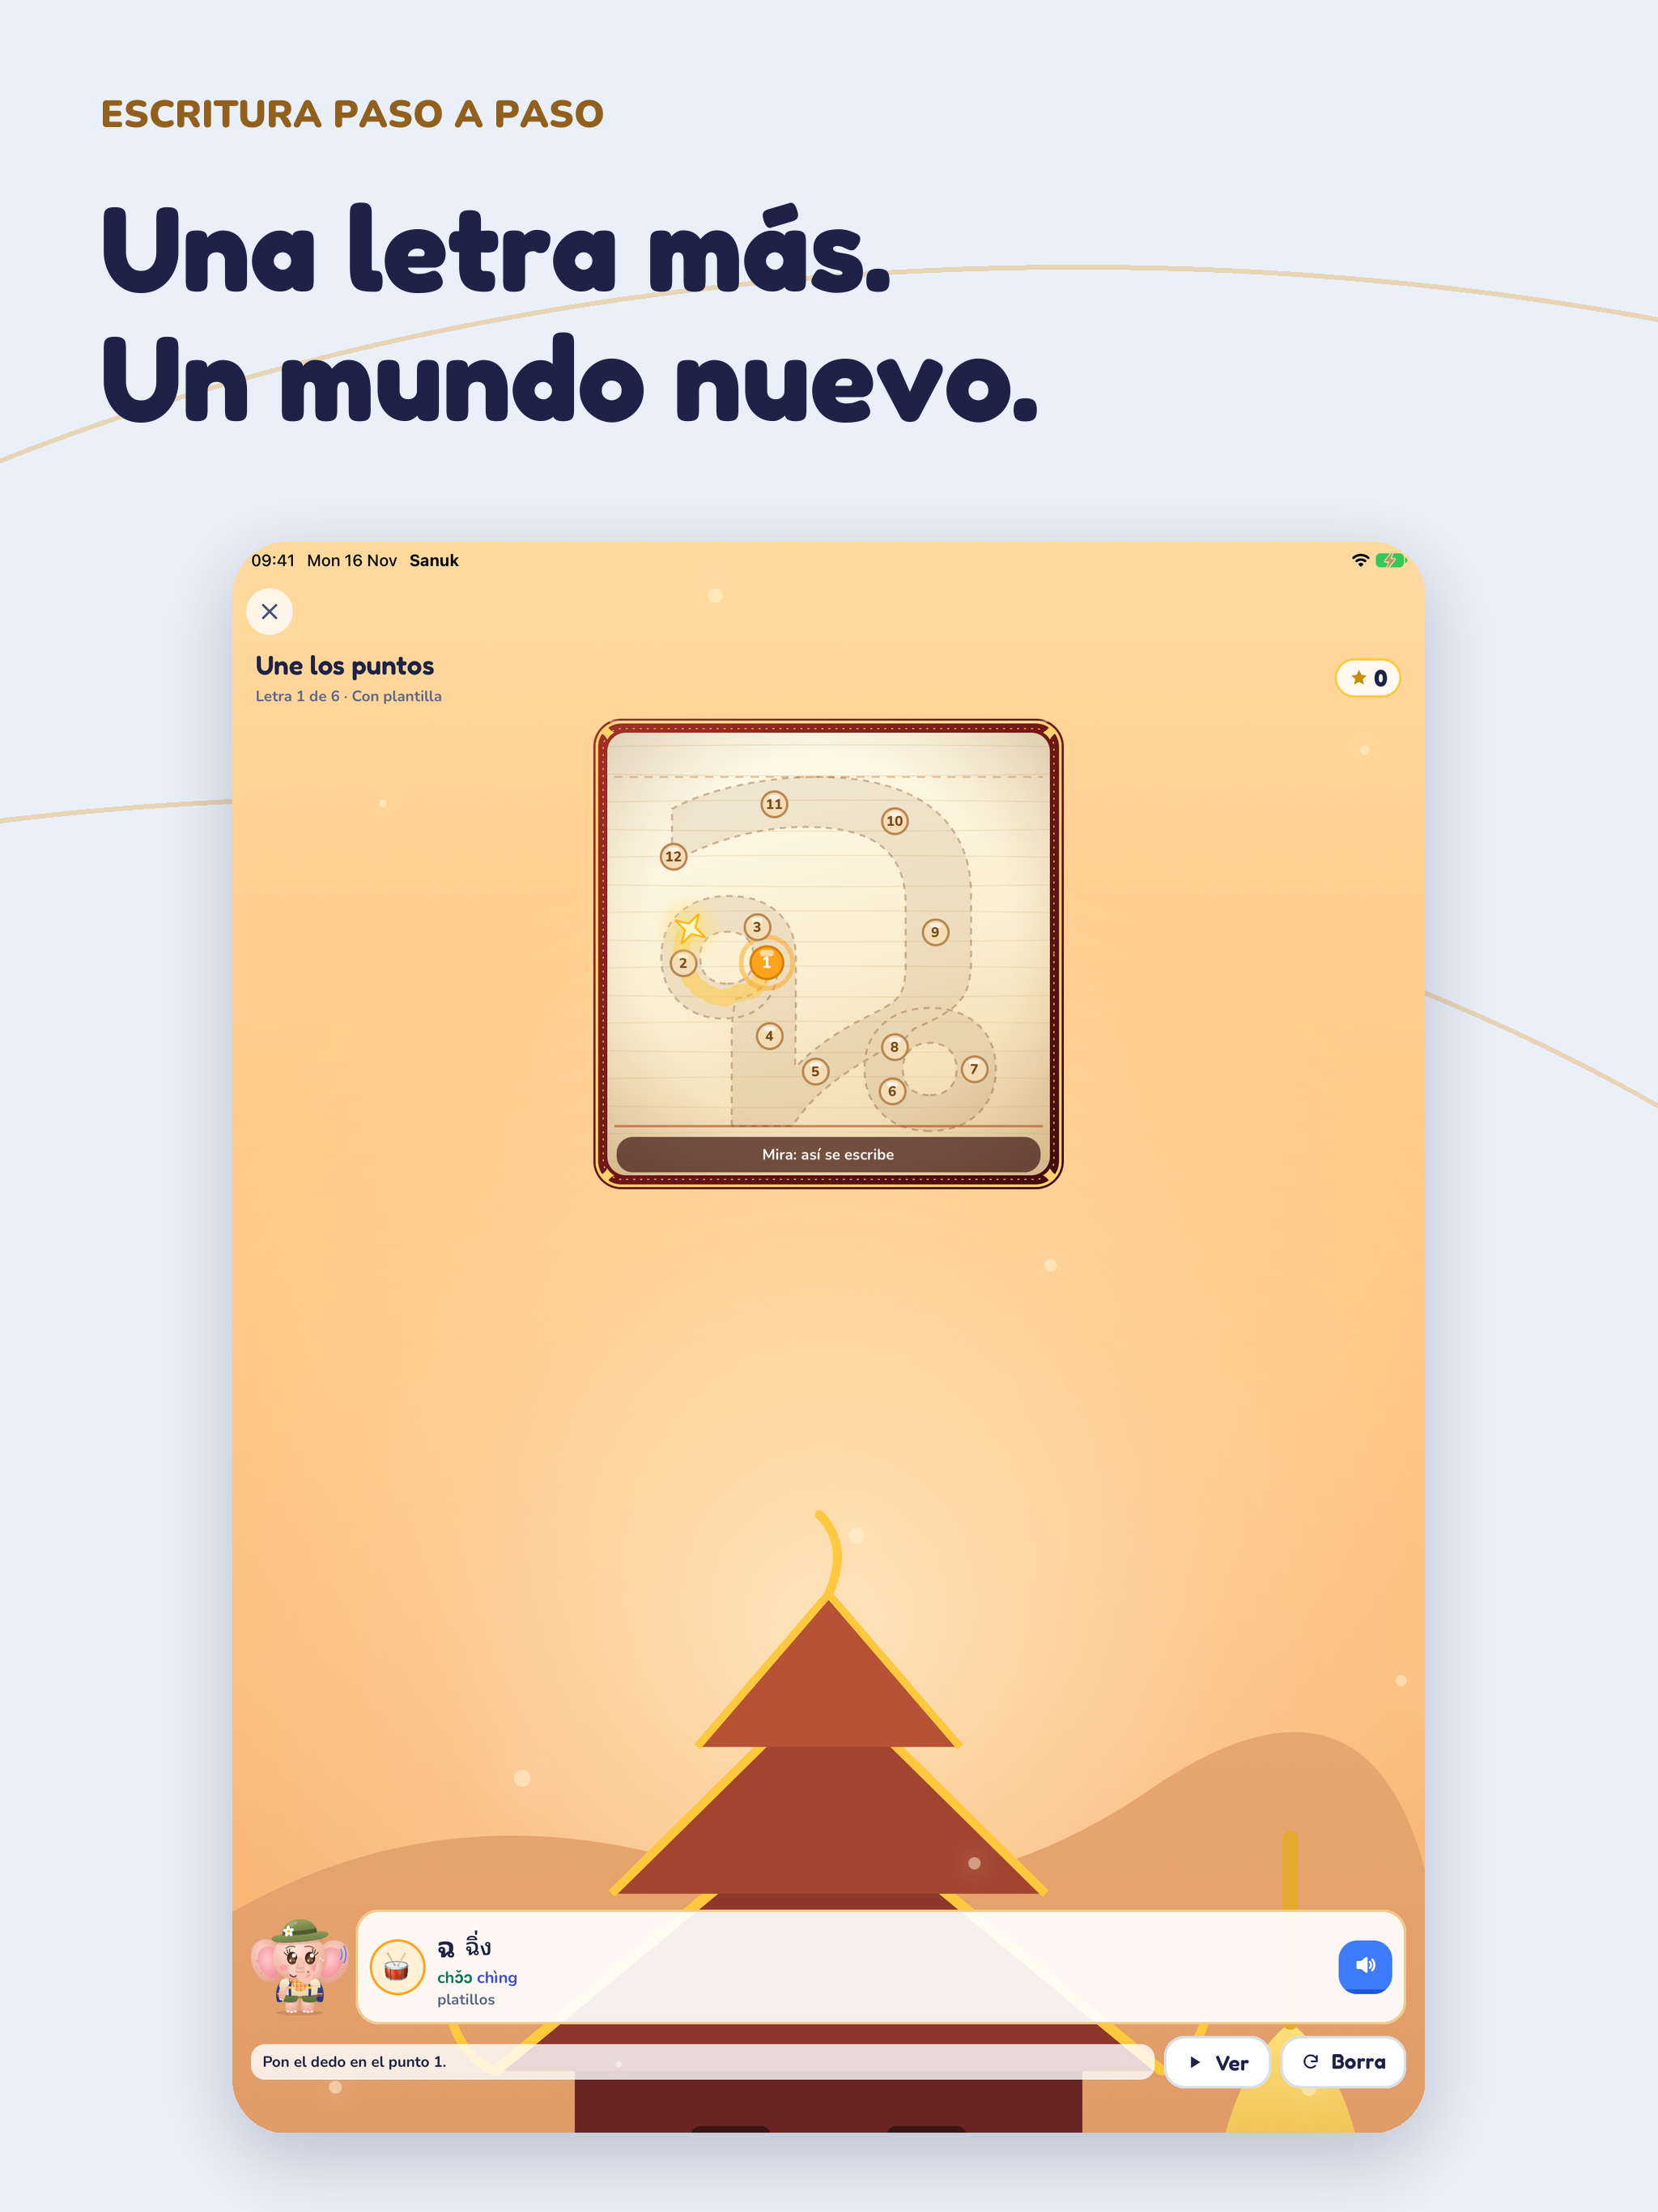 ESCRITURA PASO A PASO
Una letra más.
Un mundo nuevo.
09:41 Mon 16 Nov Sanuk
Une los puntos
Letra 1 de 6 · Con plantilla
0
11
10
12
3
9
2
1
4
8
5
7
6
Mira: así se escribe
ฉ ฉิ่ง
chɔ̌ɔ chìng
platillos
Pon el dedo en el punto 1.
Ver
Borra